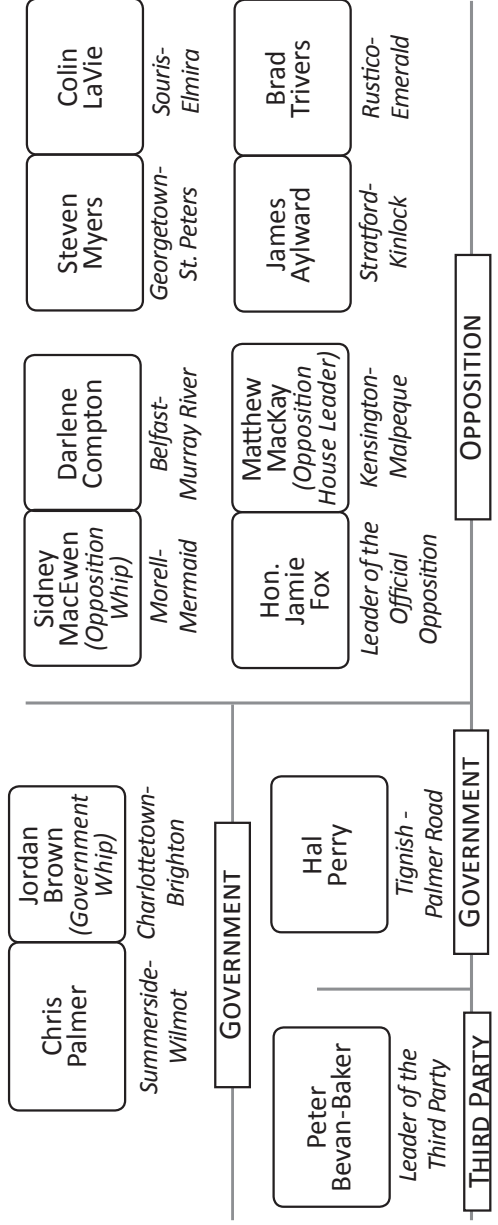 Chris
Palmer
Summerside-
Wilmot
Jordan
Brown
(Government
Whip)
Charlottetown-
Brighton
GOVERNMENT
Sidney
MacEwen
(Opposition
Whip)
Morell-
Mermaid
Darlene
Compton
Belfast-
Murray River
Steven
Myers
Georgetown-
St. Peters
Colin
LaVie
Souris-
Elmira
Peter
Bevan-Baker
Leader of the
Third Party
THIRD PARTY
Hal
Perry
Tignish -
Palmer Road
GOVERNMENT
Hon.
Jamie
Fox
Leader of the
Official
Opposition
Matthew
MacKay
(Opposition
House Leader)
Kensington-
Malpeque
James
Aylward
Stratford-
Kinlock
Brad
Trivers
Rustico-
Emerald
OPPOSITION